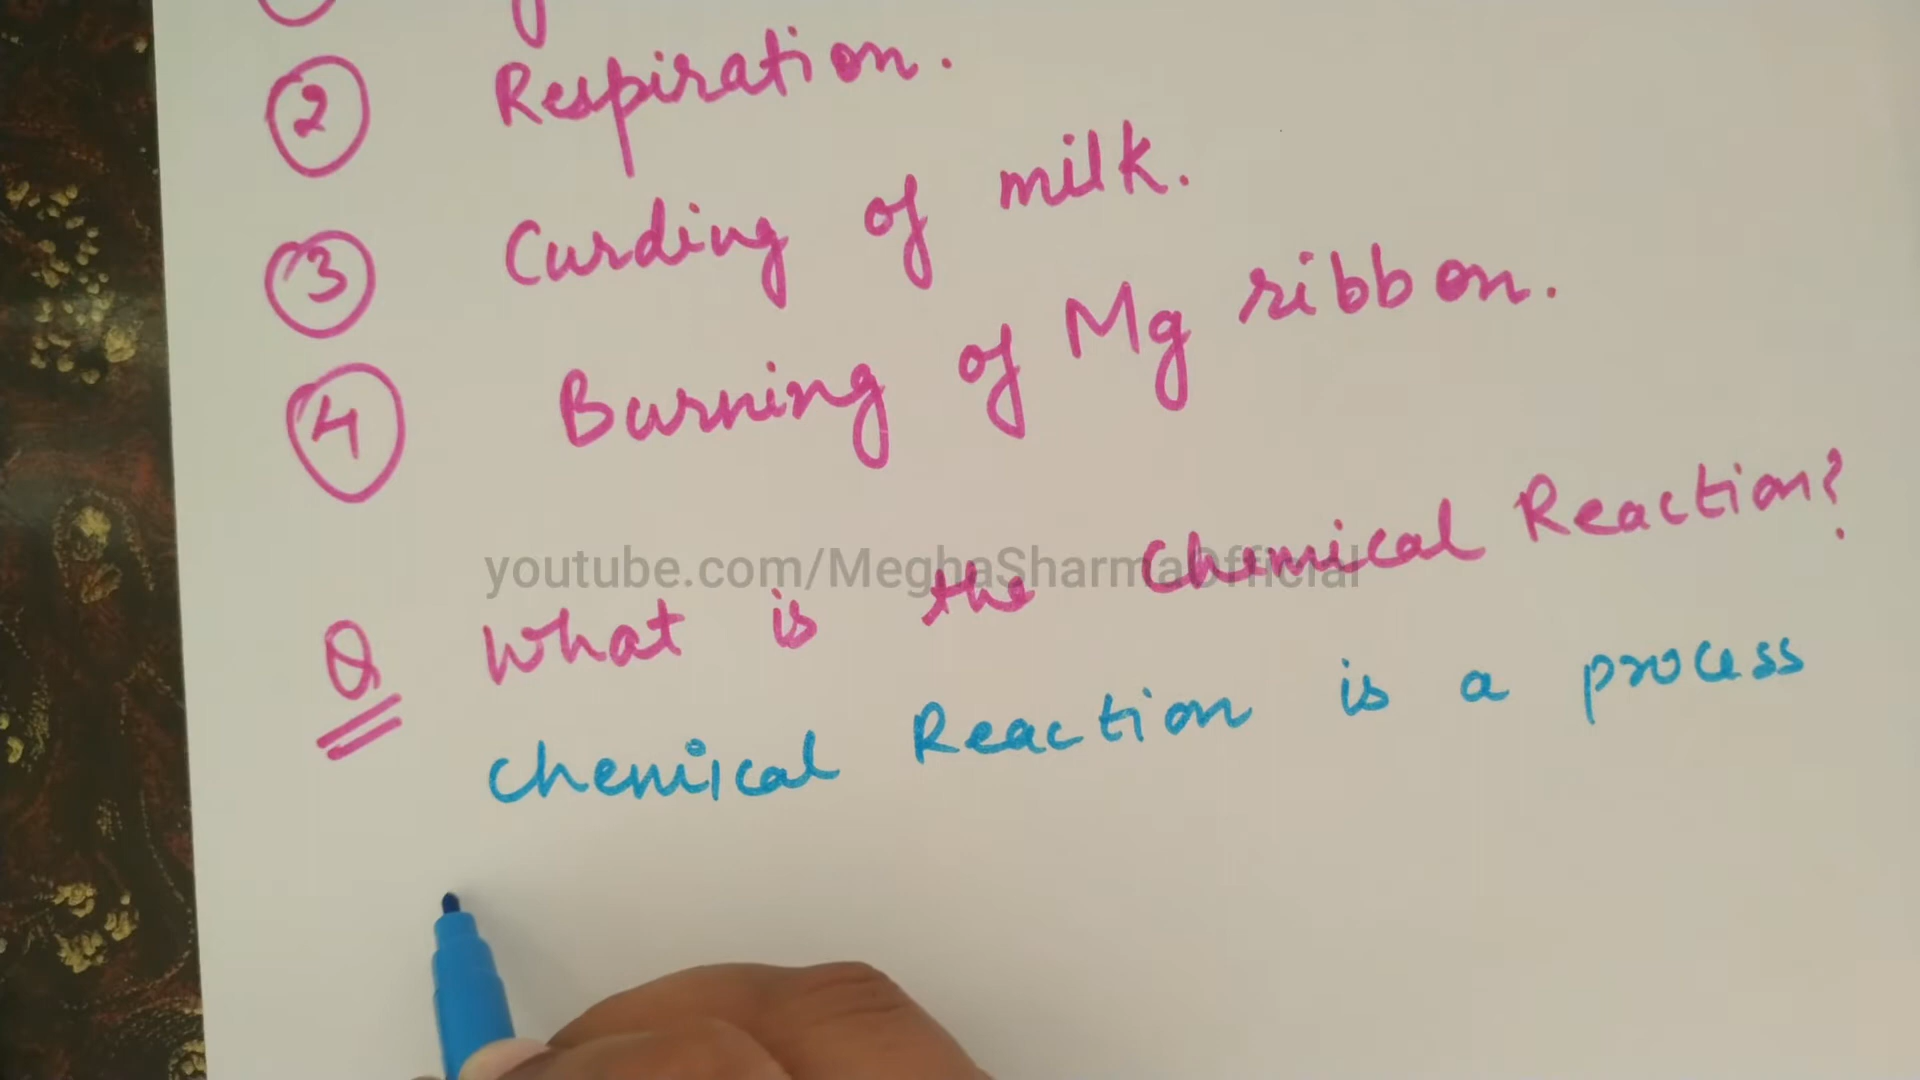 2 Respiration.
3 Curding of milk.
4 Burning of Mg ribbon.
Q What is the Chemical Reaction?
youtube.com/MeghaSharmaOfficial
Chemical Reaction is a process